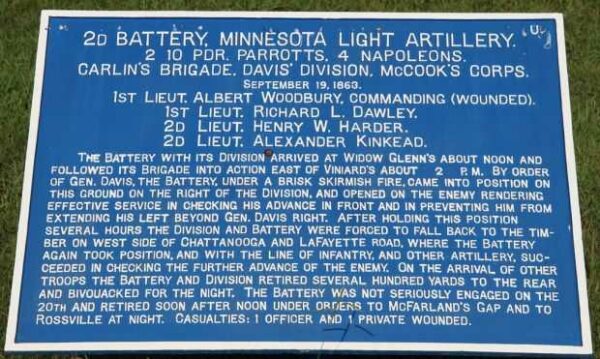 U.
2D BATTERY, MINNESOTA LIGHT ARTILLERY.
2 10 PDR. PARROTTS, 4 NAPOLEONS.
CARLIN'S BRIGADE, DAVIS' DIVISION, MCCOOK'S CORPS.
SEPTEMBER 19, 1863.
1ST LIEUT. ALBERT WOODBURY, COMMANDING (WOUNDED).
1ST LIEUT. RICHARD L. DAWLEY.
2D LIEUT. HENRY W. HARDER.
2D LIEUT. ALEXANDER KINKEAD.
THE BATTERY WITH ITS DIVISION ARRIVED AT WIDOW GLENN'S ABOUT NOON AND
FOLLOWED ITS BRIGADE INTO ACTION EAST OF VINIARD'S ABOUT 2 P.M. BY ORDER
OF GEN. DAVIS, THE BATTERY, UNDER A BRISK SKIRMISH FIRE, CAME INTO POSITION ON
THIS GROUND ON THE RIGHT OF THE DIVISION, AND OPENED ON THE ENEMY RENDERING
EFFECTIVE SERVICE IN CHECKING HIS ADVANCE IN FRONT AND IN PREVENTING HIM FROM
EXTENDING HIS LEFT BEYOND GEN. DAVIS RIGHT. AFTER HOLDING THIS POSITION
SEVERAL HOURS THE DIVISION AND BATTERY WERE FORCED TO FALL BACK TO THE TIM-
BER ON WEST SIDE OF CHATTANOOGA AND LAFAYETTE ROAD, WHERE THE BATTERY
AGAIN TOOK POSITION, AND WITH THE LINE OF INFANTRY, AND OTHER ARTILLERY, SUC-
CEEDED IN CHECKING THE FURTHER ADVANCE OF THE ENEMY. ON THE ARRIVAL OF OTHER
TROOPS THE BATTERY AND DIVISION RETIRED SEVERAL HUNDRED YARDS TO THE REAR
AND BIVOUACKED FOR THE NIGHT. THE BATTERY WAS NOT SERIOUSLY ENGAGED ON THE
20TH AND RETIRED SOON AFTER NOON UNDER ORDERS TO MCFARLAND'S GAP AND TO
ROSSVILLE AT NIGHT. CASUALTIES: 1 OFFICER AND 1 PRIVATE WOUNDED.